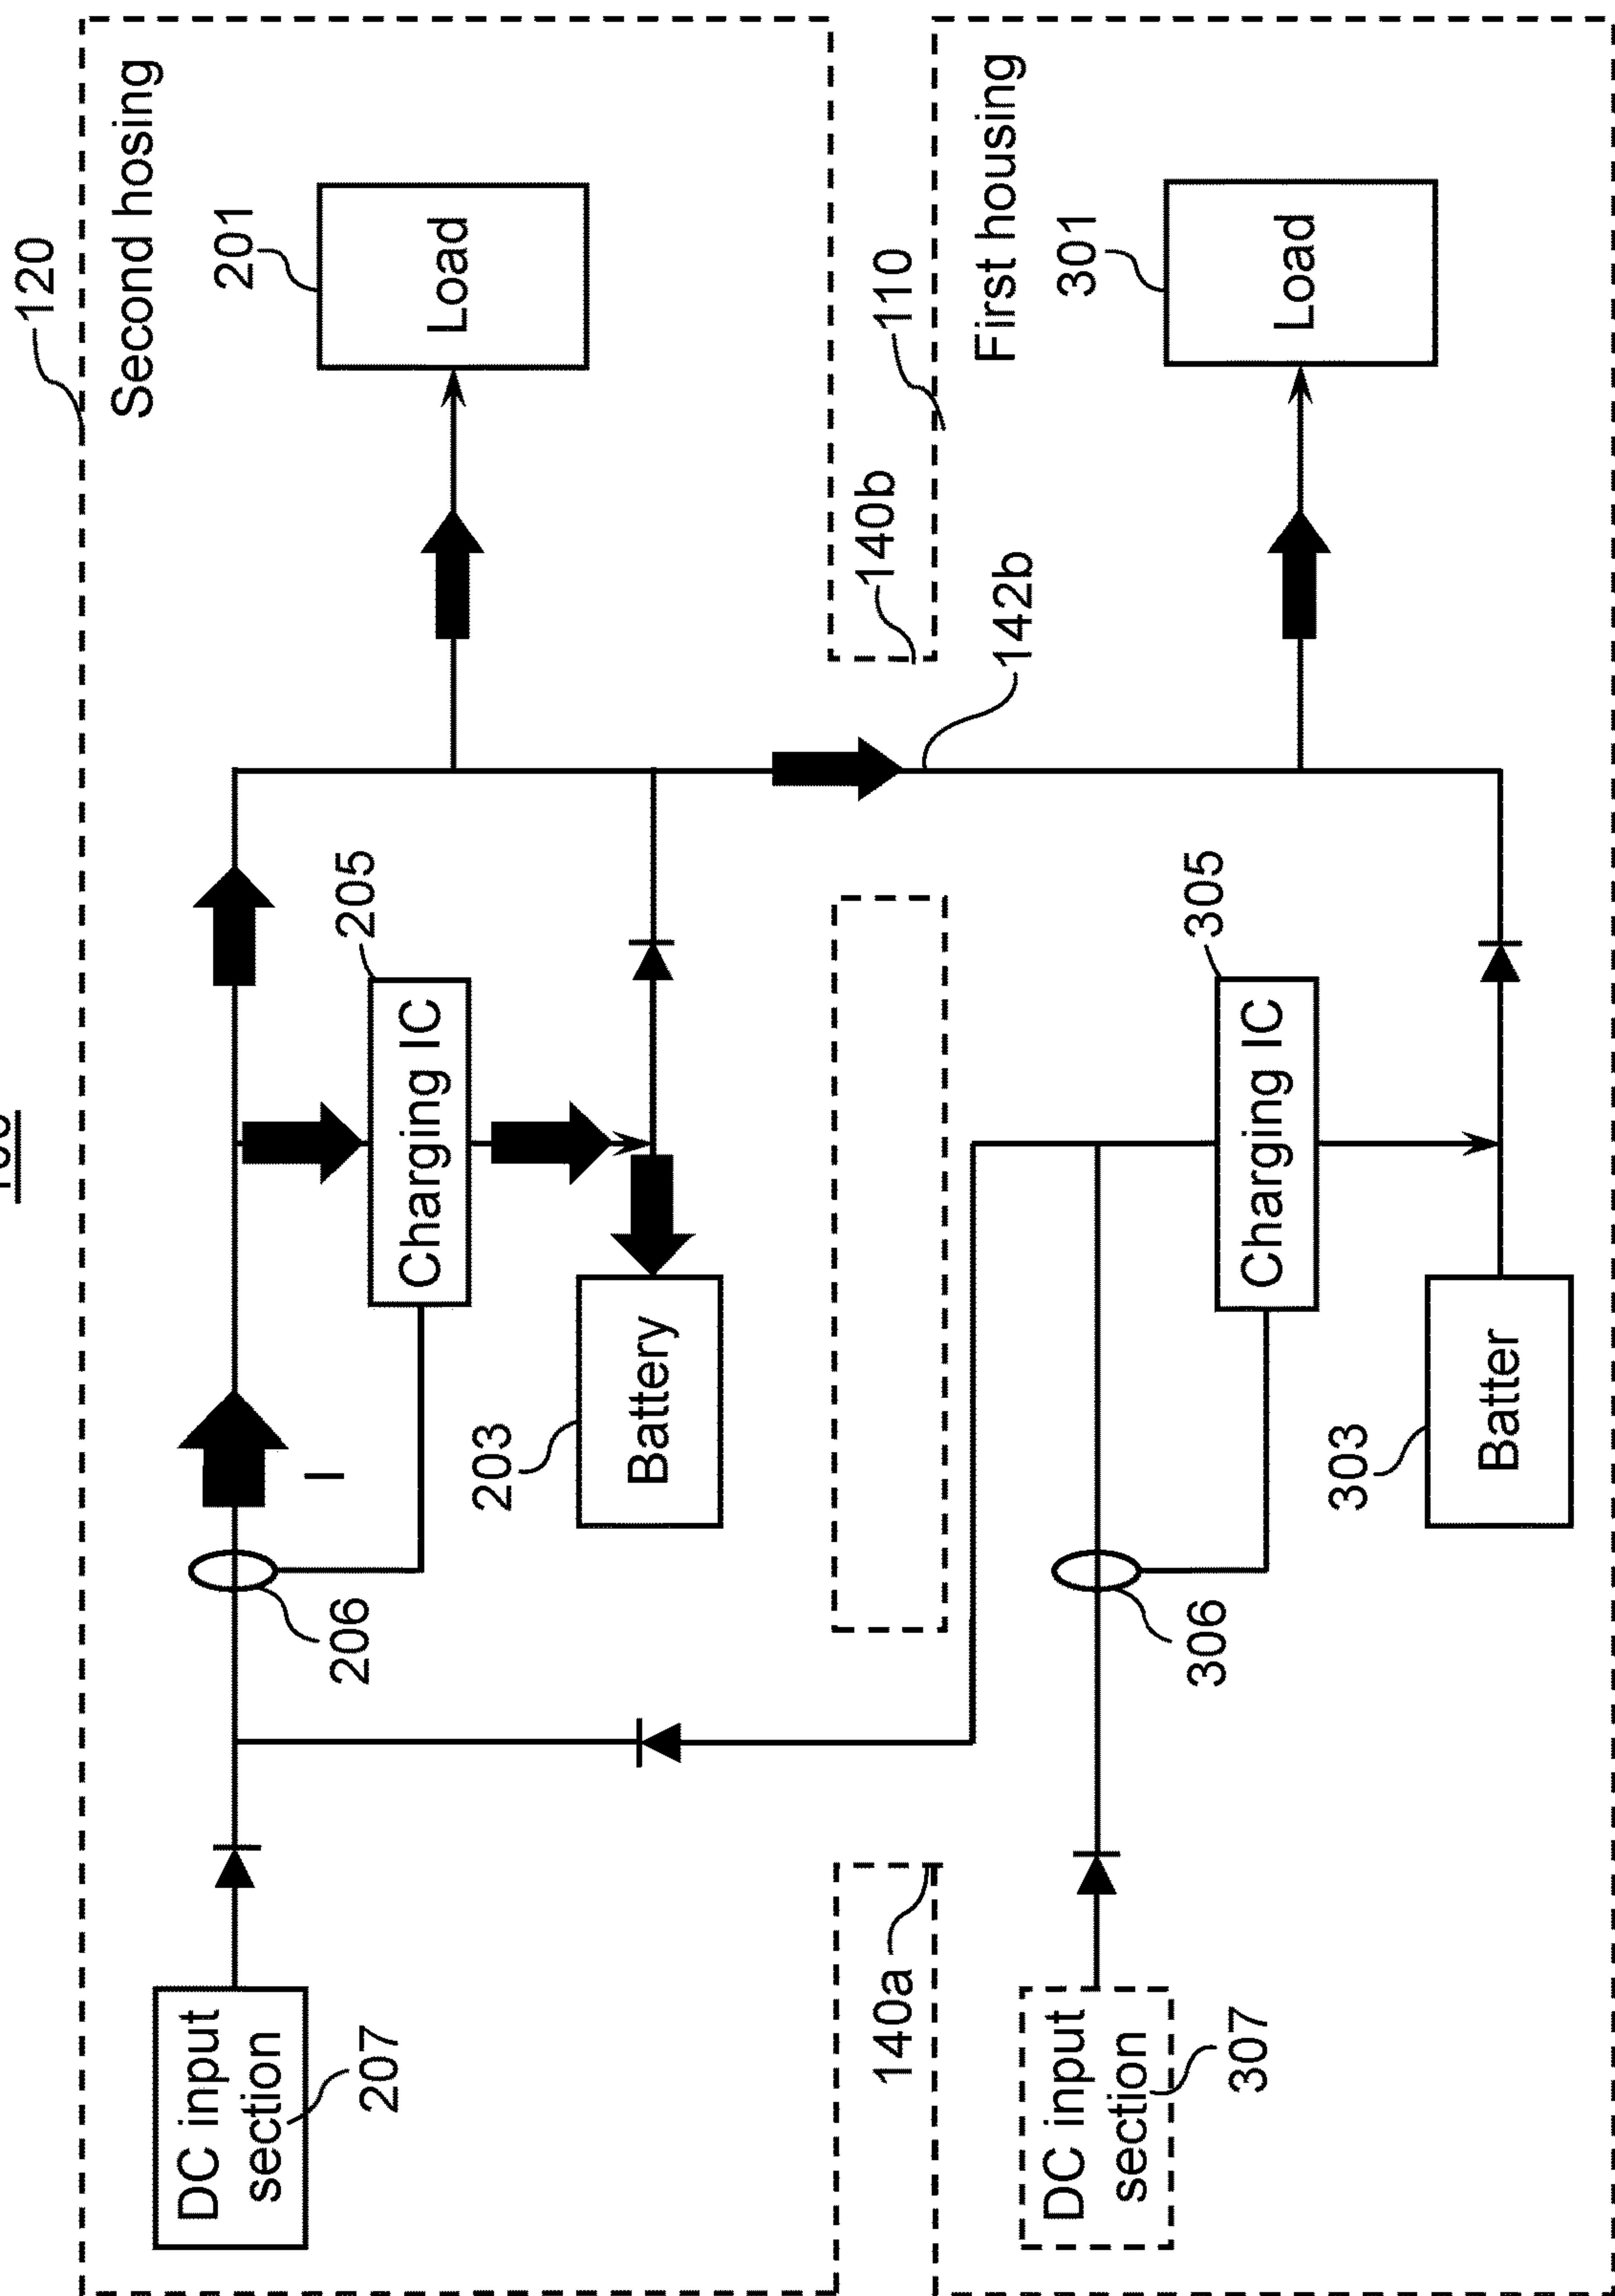 120
Second hosing
201
Load
205
Charging IC
I
206
203
Battery
DC input
section
207
140b
110
142b
140a
First housing
301
Load
305
Charging IC
306
303
Batter
DC input
section
307